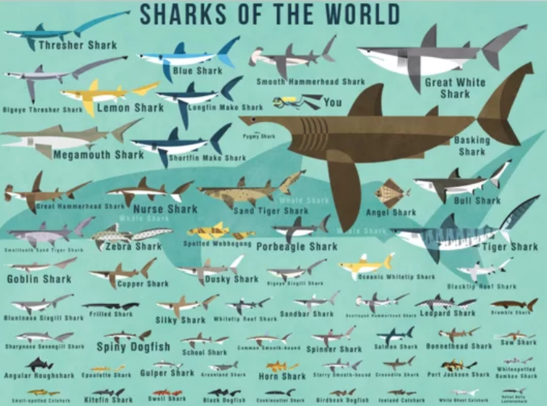 SHARKS OF THE WORLD
Thresher Shark
Blue Shark
Smooth Hammerhead Shark
Great White
Shark
Bigeye Thresher Shark
Lemon Shark
Longfin Mako Shark
You
Pygmy Shark
Basking
Shark
Megamouth Shark
Shortfin Mako Shark
Great Hammerhead Shark
Nurse Shark
Sand Tiger Shark
Whale Shark
Angel Shark
Bull Shark
Whale Shark
Whale Shark
Smalltooth Sand Tiger Shark
Zebra Shark
Spotted Wobbegong
Porbeagle Shark
Tiger Shark
Goblin Shark
Copper Shark
Dusky Shark
Bigeye Sixgill Shark
Oceanic Whitetip Shark
Blacktip Reef Shark
Bluntnose Sixgill Shark
Frilled Shark
Silky Shark
Whitetip Reef Shark
Sandbar Shark
Scalloped Hammerhead Shark
Leopard Shark
Bramble Shark
Sharpnose Sevengill Shark
Spiny Dogfish
School Shark
Common Smooth-hound
Spinner Shark
Salmon Shark
Bonnethead Shark
Saw Shark
Angular Roughshark
Epaulette Shark
Gulper Shark
Greenland Shark
Horn Shark
Starry Smooth-hound
Crocodile Shark
Port Jackson Shark
Whitespotted
Bamboo Shark
Small-spotted Catshark
Kitefin Shark
Swell Shark
Black Dogfish
Cookiecutter Shark
Birdbeak Dogfish
Iceland Catshark
White Ghost Catshark
Velvet Belly
Lanternshark